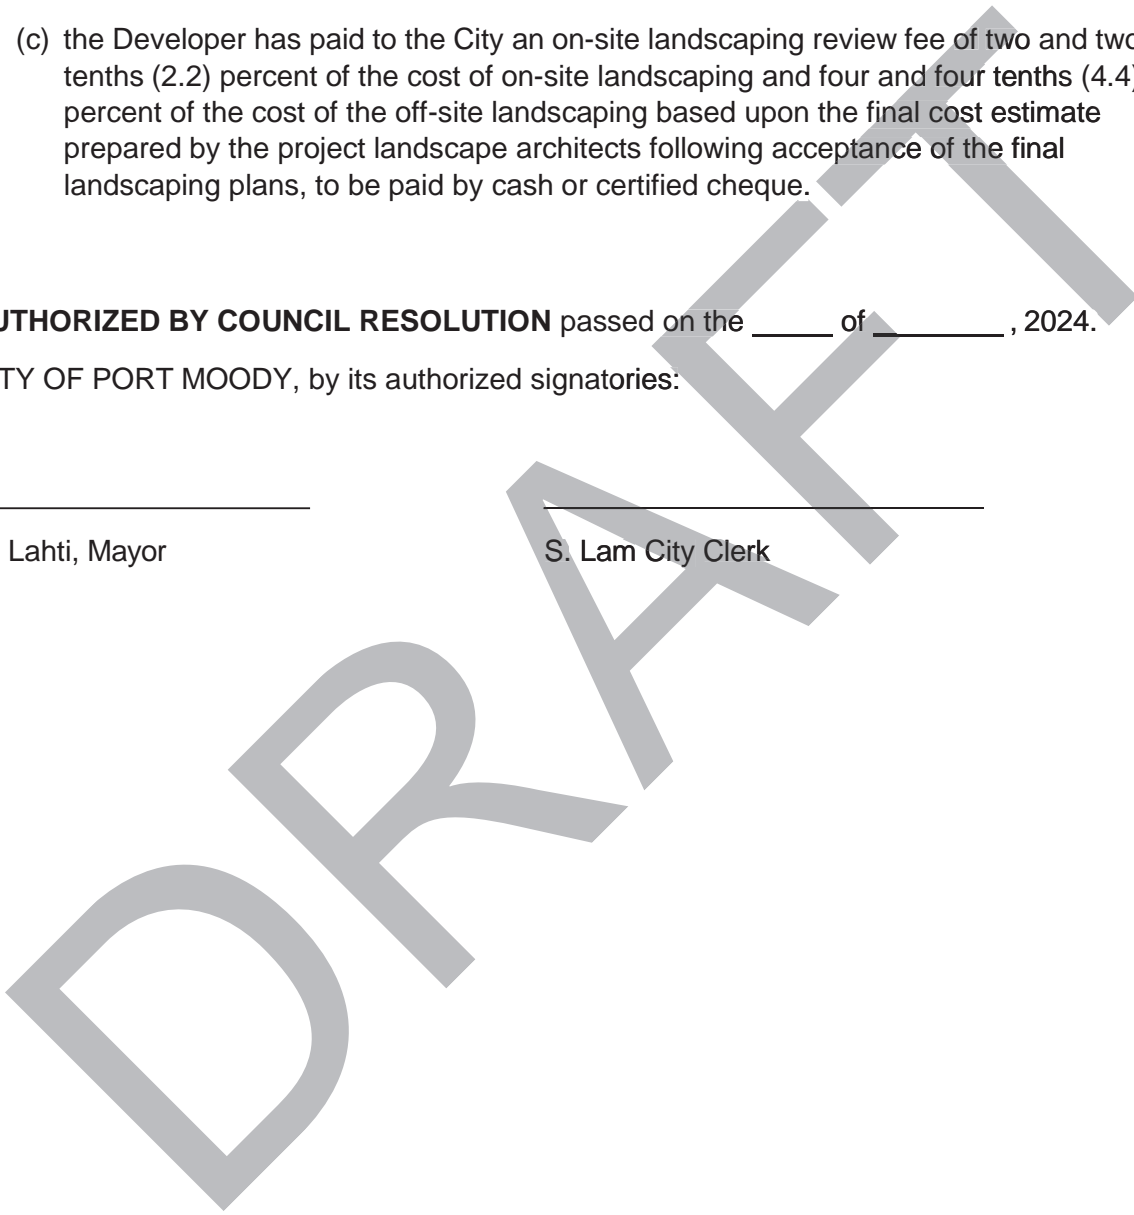 (c) the Developer has paid to the City an on-site landscaping review fee of two and two
tenths (2.2) percent of the cost of on-site landscaping and four and four tenths (4.4)
percent of the cost of the off-site landscaping based upon the final cost estimate
prepared by the project landscape architects following acceptance of the final
landscaping plans, to be paid by cash or certified cheque.
UTHORIZED BY COUNCIL RESOLUTION passed on the _____ of ________ , 2024.
TY OF PORT MOODY, by its authorized signatories:
Lahti, Mayor S. Lam City Clerk
DRAFT